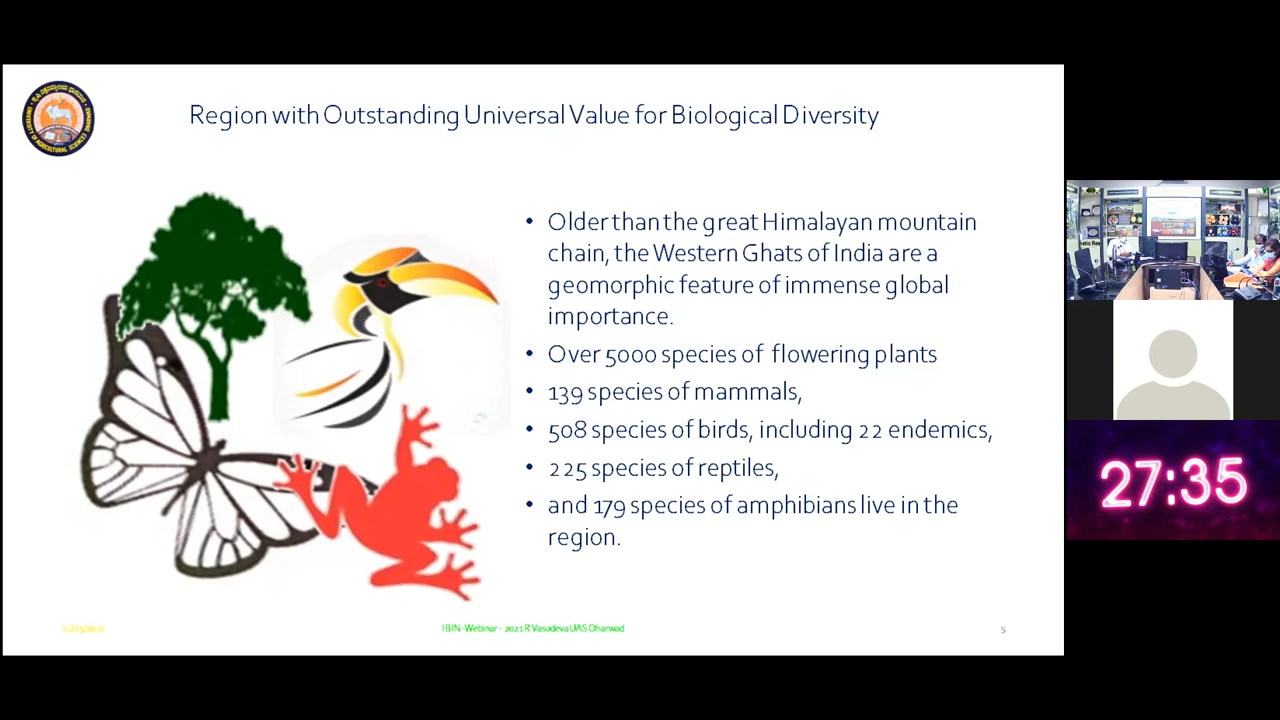 Region with Outstanding Universal Value for Biological Diversity
• Older than the great Himalayan mountain
chain, the Western Ghats of India are a
geomorphic feature of immense global
importance.
• Over 5000 species of flowering plants
• 139 species of mammals,
• 508 species of birds, including 22 endemics,
• 225 species of reptiles,
• and 179 species of amphibians live in the
region.
IBIN-Webinar - 2021 R Vasudeva UAS Dharwad
5
27:35